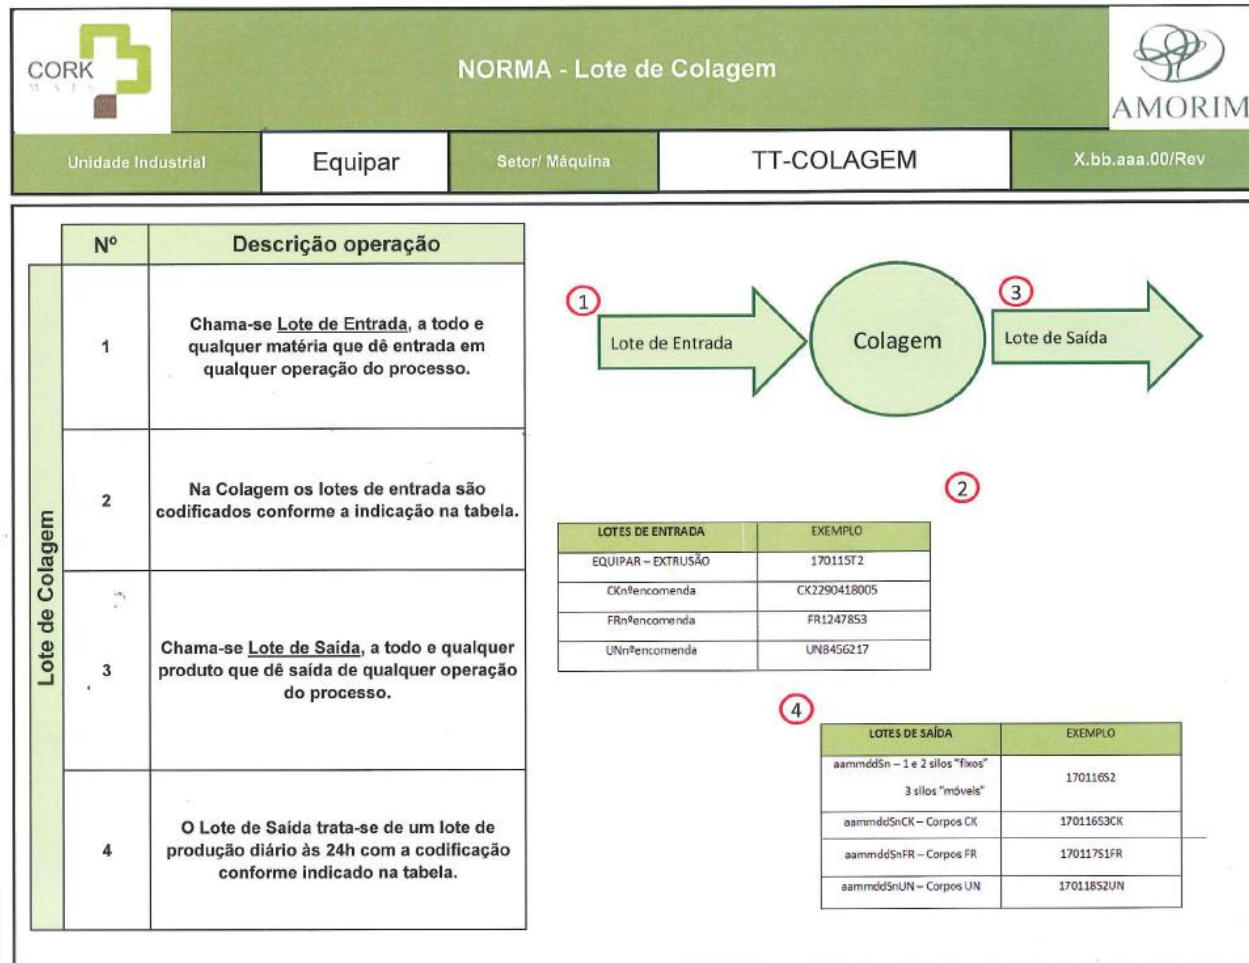 CORK
MAIS
NORMA - Lote de Colagem
AMORIM
Unidade Industrial
Equipar
Setor/ Máquina
TT-COLAGEM
X.bb.aaa.00/Rev
Nº
Descrição operação
Lote de Colagem
1
Chama-se Lote de Entrada, a todo e
qualquer matéria que dê entrada em
qualquer operação do processo.
2
Na Colagem os lotes de entrada são
codificados conforme a indicação na tabela.
3
Chama-se Lote de Saída, a todo e qualquer
produto que dê saída de qualquer operação
do processo.
4
O Lote de Saída trata-se de um lote de
produção diário às 24h com a codificação
conforme indicado na tabela.
1
Lote de Entrada
Colagem
3
Lote de Saída
2
LOTES DE ENTRADA
EXEMPLO
EQUIPAR – EXTRUSÃO
170115T2
CKnºencomenda
CK2290418005
FRnºencomenda
FR1247853
UNnºencomenda
UN8456217
4
LOTES DE SAÍDA
EXEMPLO
aammddSn – 1 e 2 silos "fixos"
3 silos "móveis"
170116S2
aammddSnCK – Corpos CK
170116S3CK
aammddSnFR – Corpos FR
170117S1FR
aammddSnUN – Corpos UN
170118S2UN